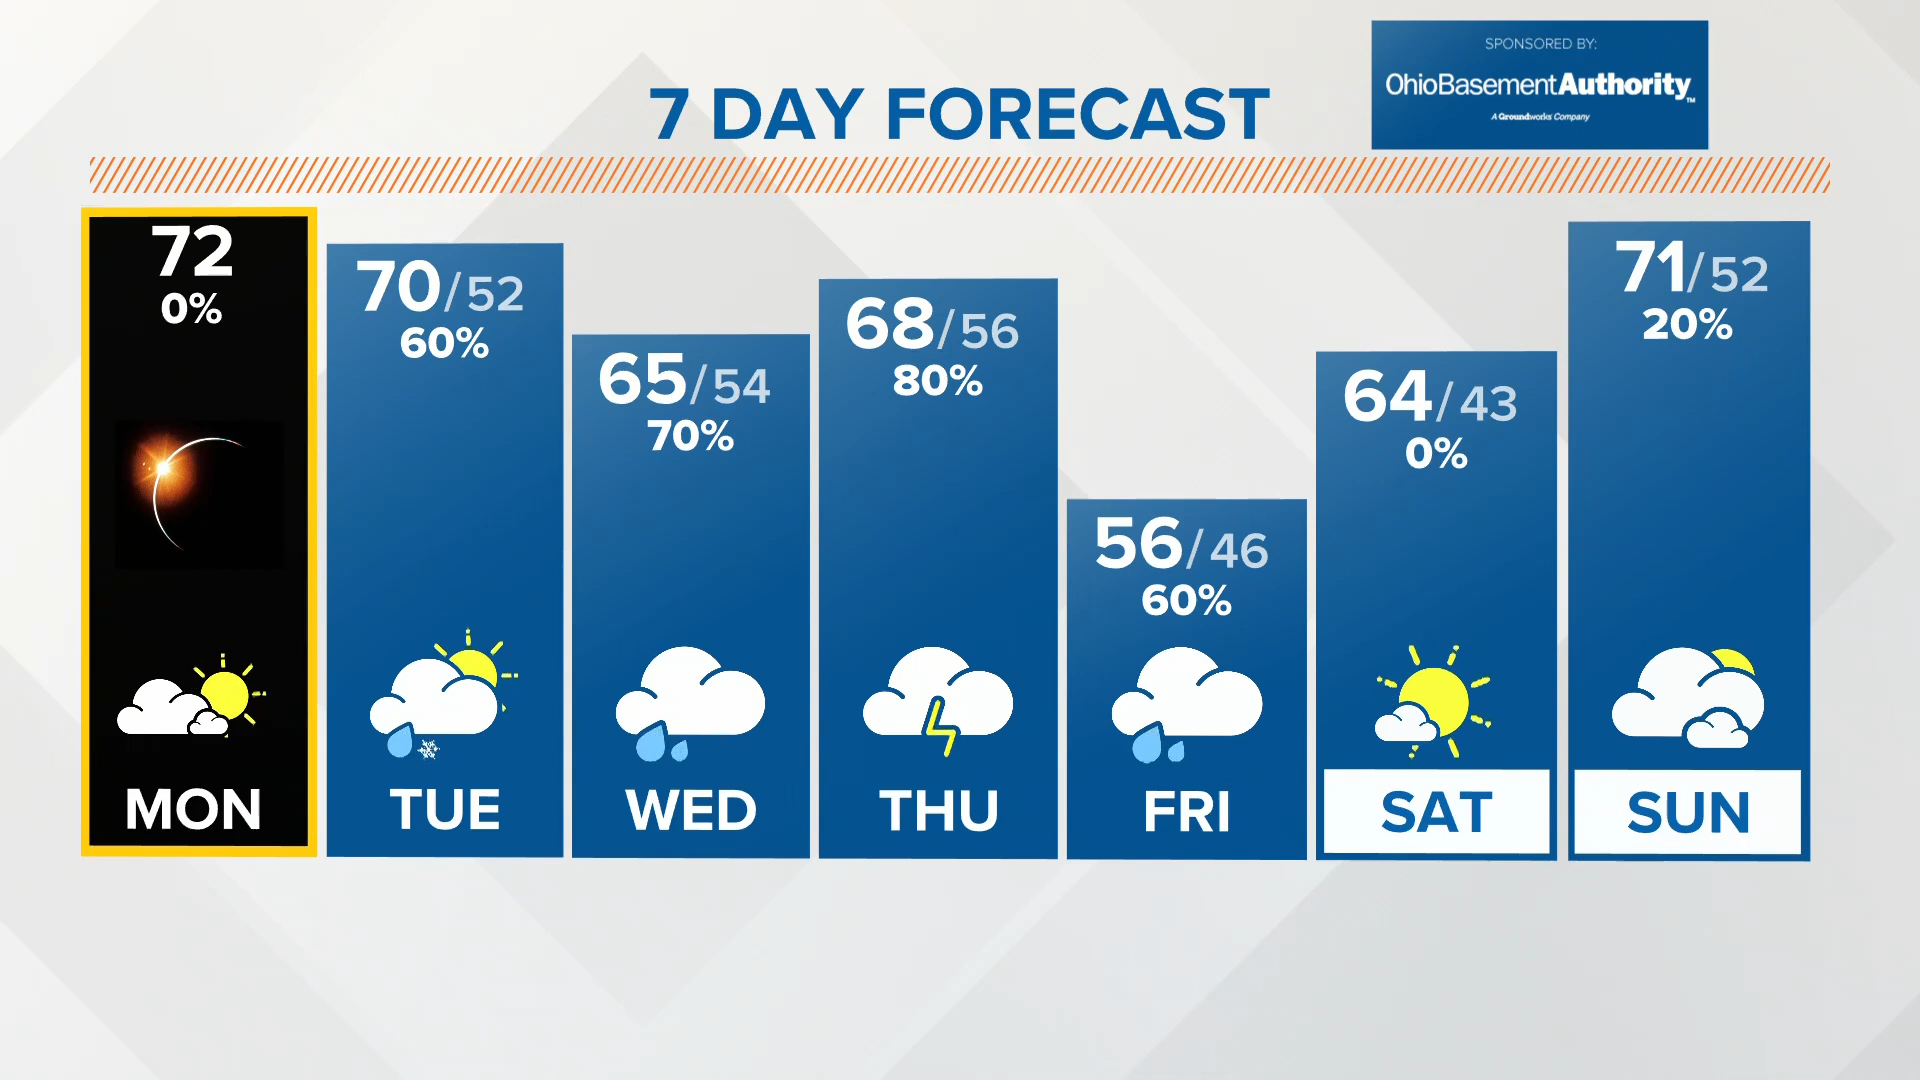 SPONSORED BY:
OhioBasementAuthority™
A Groundworks Company
7 DAY FORECAST
72
0%
MON
70/52
60%
TUE
65/54
70%
WED
68/56
80%
THU
56/46
60%
FRI
64/43
0%
SAT
71/52
20%
SUN